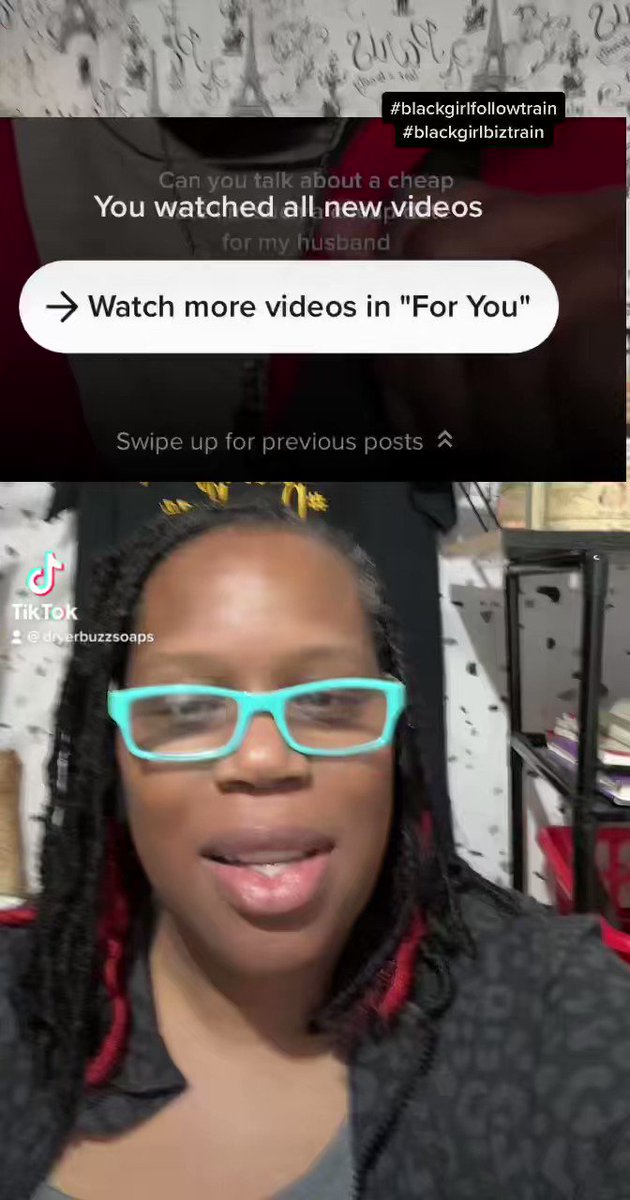 Paris
#blackgirlfollowtrain
#blackgirlbiztrain
Can you talk about a cheap
You watched all new videos
for my husband
→ Watch more videos in "For You"
Swipe up for previous posts
TikTok
@dryerbuzzsoaps